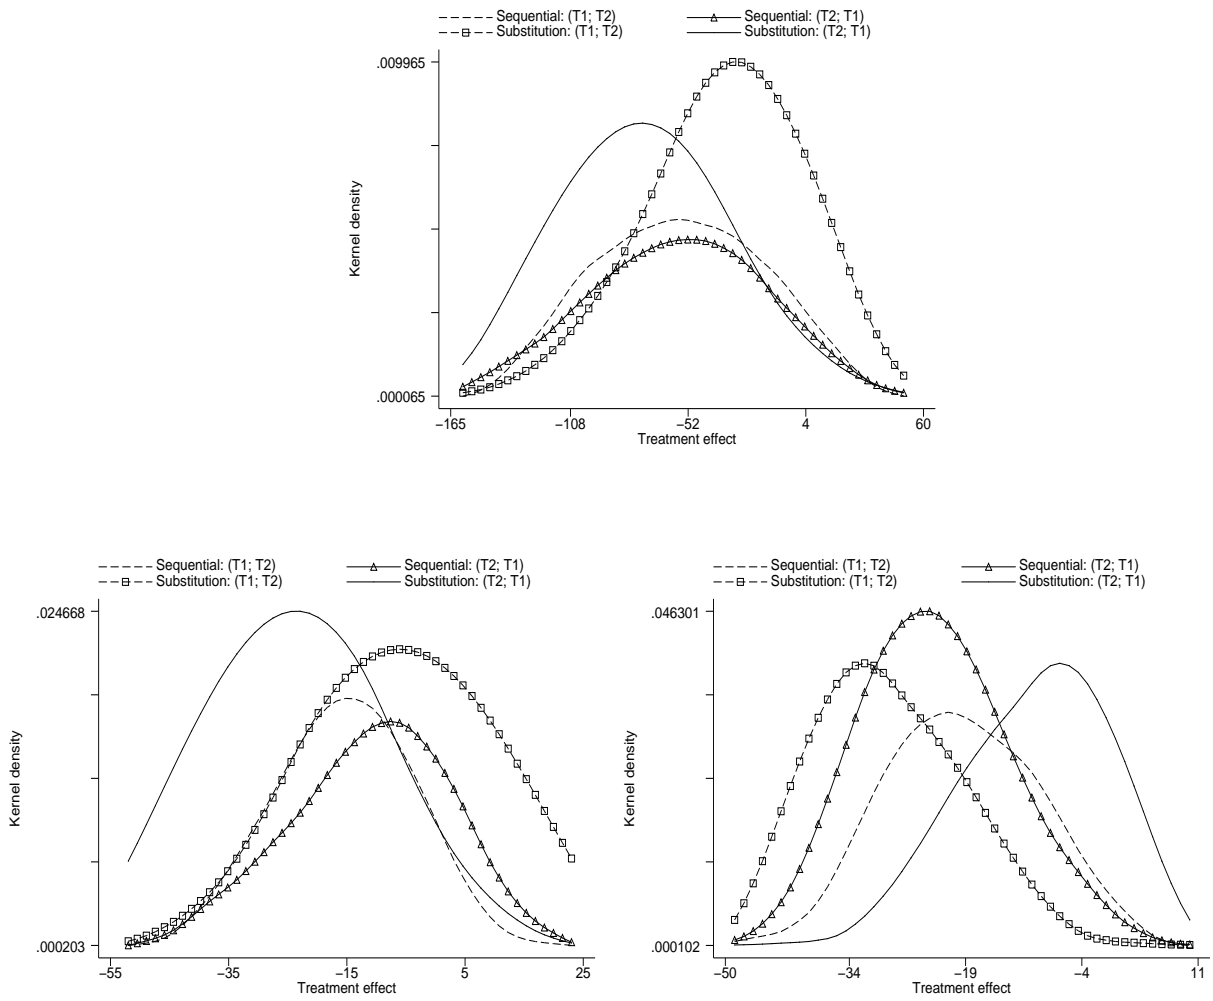 Sequential: (T1; T2) Sequential: (T2; T1)
Substitution: (T1; T2) Substitution: (T2; T1)
.009965
Kernel density
.000065
−165 −108 −52 4 60
Treatment effect
Sequential: (T1; T2) Sequential: (T2; T1)
Substitution: (T1; T2) Substitution: (T2; T1)
.024668
Kernel density
.000203
−55 −35 −15 5 25
Treatment effect
Sequential: (T1; T2) Sequential: (T2; T1)
Substitution: (T1; T2) Substitution: (T2; T1)
.046301
Kernel density
.000102
−50 −34 −19 −4 11
Treatment effect